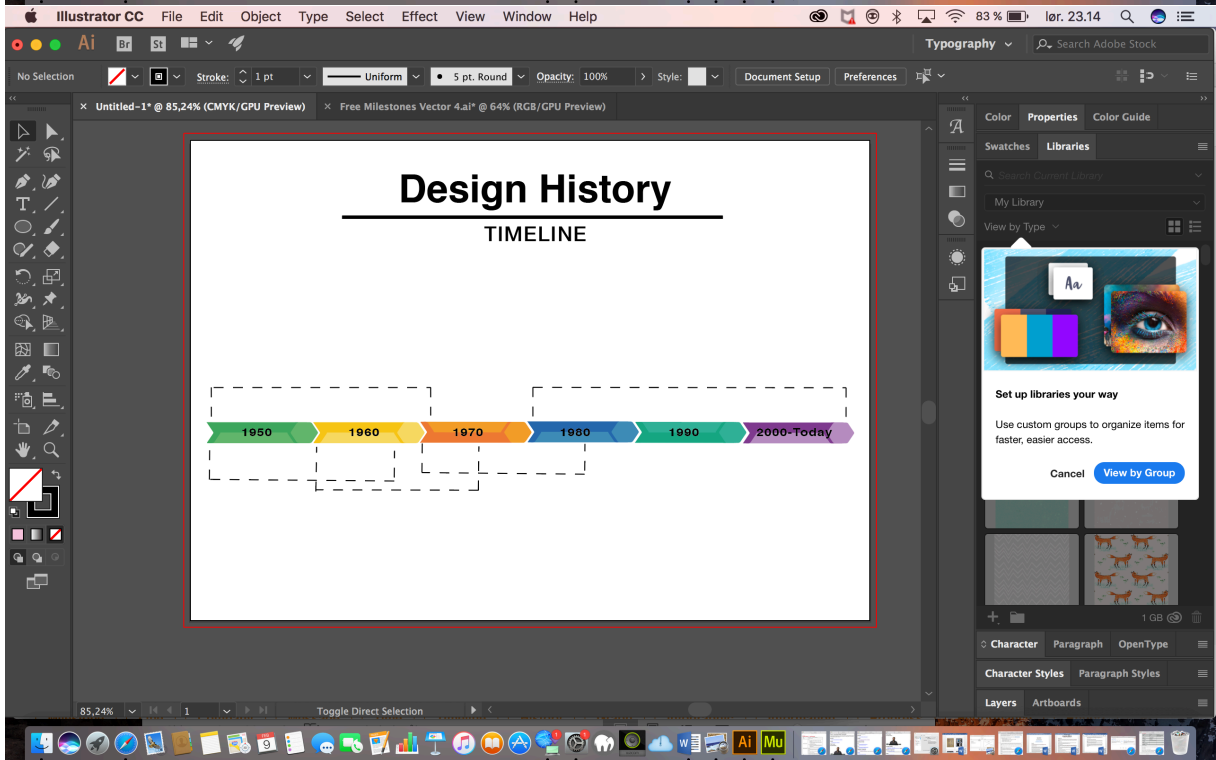 Illustrator CC File Edit Object Type Select Effect View Window Help 83 % lør. 23.14
Ai Br St Typography Search Adobe Stock
No Selection Stroke: 1 pt Uniform 5 pt. Round Opacity: 100% Style: Document Setup Preferences
× Untitled-1* @ 85,24% (CMYK/GPU Preview) × Free Milestones Vector 4.ai* @ 64% (RGB/GPU Preview)
Color Properties Color Guide
Swatches Libraries
Search Current Library
My Library
View by Type
Design History
TIMELINE
Aa
Set up libraries your way
Use custom groups to organize items for
faster, easier access.
Cancel View by Group
1950 1960 1970 1980 1990 2000-Today
1 GB
Character Paragraph OpenType
Character Styles Paragraph Styles
Layers Artboards
85,24% 1 Toggle Direct Selection
Ai Mu